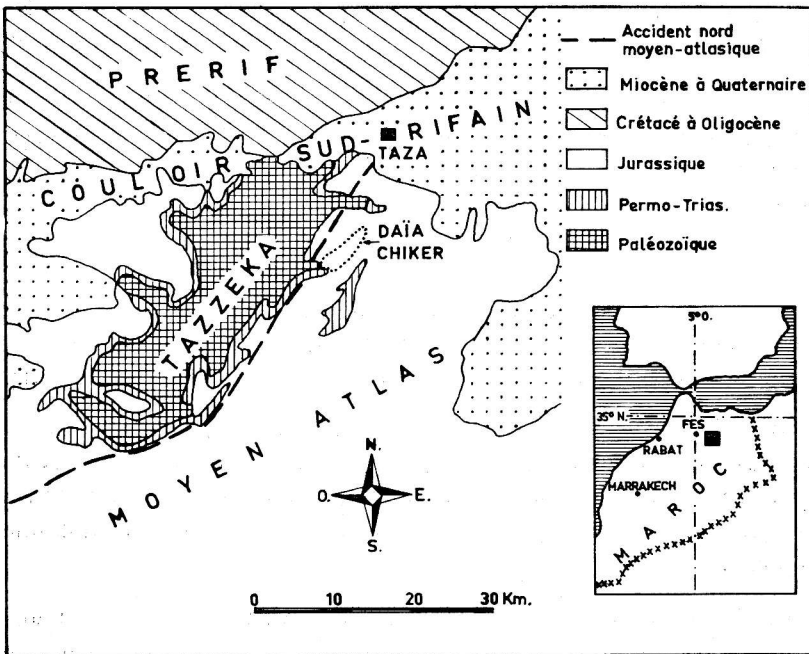 PRERIF
COULOIR SUD-RIFAIN
TAZA
DAÏA
CHIKER
TAZZEKA
MOYEN ATLAS
N.
O.
E.
S.
0 10 20 30 Km.
Accident nord
moyen-atlasique
Miocène à Quaternaire
Crétacé à Oligocène
Jurassique
Permo-Trias.
Paléozoïque
5°O.
35° N.
FES
RABAT
MARRAKECH
MAROC